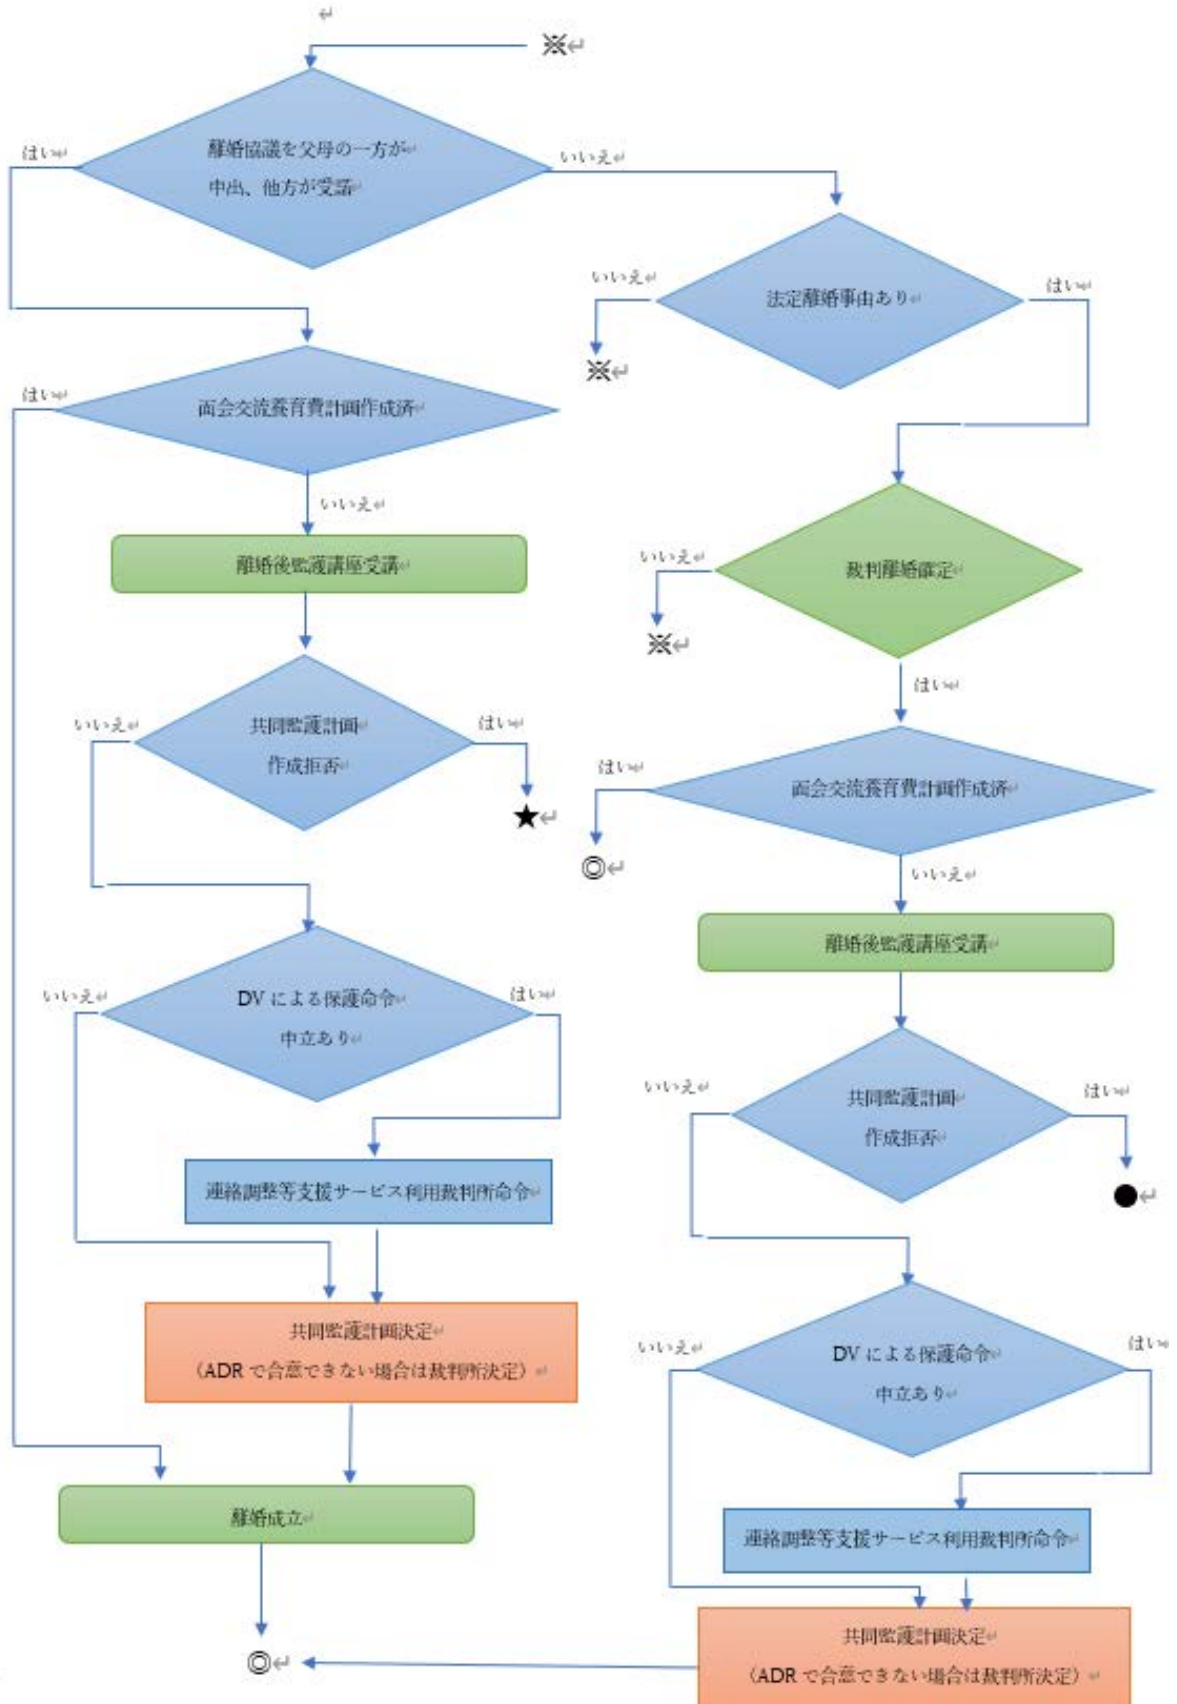 ※
離婚協議を父母の一方が
申出、他方が受諾
はい
いいえ
法定離婚事由あり
いいえ
はい
※
面会交流養育費計画作成済
はい
いいえ
離婚後監護講座受講
裁判離婚確定
いいえ
※
はい
共同監護計画
作成拒否
いいえ
はい
★
面会交流養育費計画作成済
はい
◎
いいえ
離婚後監護講座受講
DV による保護命令
申立あり
いいえ
はい
連絡調整等支援サービス利用裁判所命令
共同監護計画
作成拒否
いいえ
はい
●
共同監護計画決定
（ADR で合意できない場合は裁判所決定）
DV による保護命令
申立あり
いいえ
はい
離婚成立
連絡調整等支援サービス利用裁判所命令
◎
共同監護計画決定
（ADR で合意できない場合は裁判所決定）